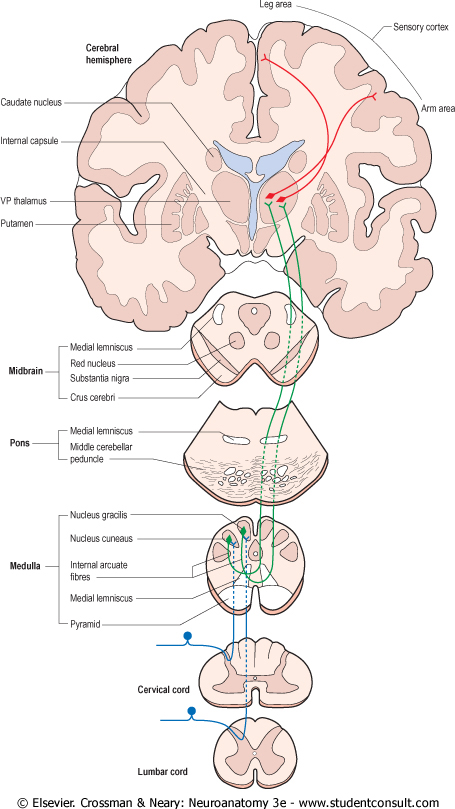 Leg area
Sensory cortex
Cerebral
hemisphere
Arm area
Caudate nucleus
Internal capsule
VP thalamus
Putamen
Medial lemniscus
Red nucleus
Midbrain
Substantia nigra
Crus cerebri
Medial lemniscus
Pons
Middle cerebellar
peduncle
Nucleus gracilis
Nucleus cuneaus
Medulla
Internal arcuate
fibres
Medial lemniscus
Pyramid
Cervical cord
Lumbar cord
© Elsevier. Crossman & Neary: Neuroanatomy 3e - www.studentconsult.com